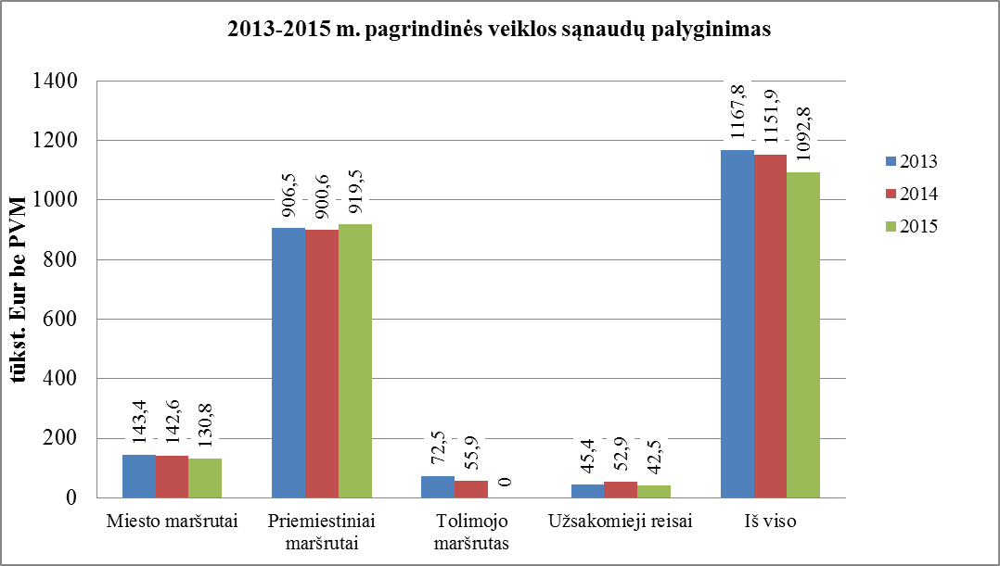 2013-2015 m. pagrindinės veiklos sąnaudų palyginimas
tūkst. Eur be PVM
1400
1200
1000
800
600
400
200
0
143,4
142,6
130,8
906,5
900,6
919,5
72,5
55,9
0
45,4
52,9
42,5
1167,8
1151,9
1092,8
Miesto maršrutai
Priemiestiniai
maršrutai
Tolimojo
maršrutas
Užsakomieji reisai
Iš viso
2013
2014
2015